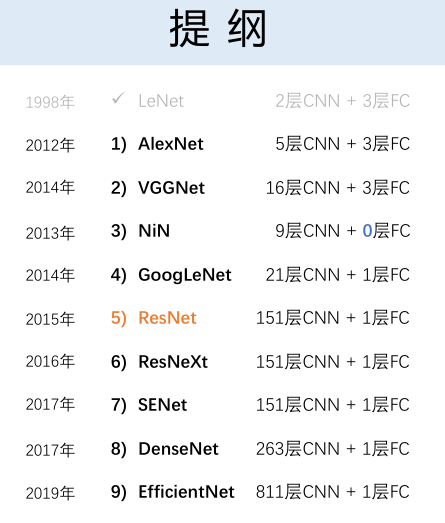 提 纲
1998年 ✓ LeNet 2层CNN + 3层FC
2012年 1) AlexNet 5层CNN + 3层FC
2014年 2) VGGNet 16层CNN + 3层FC
2013年 3) NiN 9层CNN + 0层FC
2014年 4) GoogLeNet 21层CNN + 1层FC
2015年 5) ResNet 151层CNN + 1层FC
2016年 6) ResNeXt 151层CNN + 1层FC
2017年 7) SENet 151层CNN + 1层FC
2017年 8) DenseNet 263层CNN + 1层FC
2019年 9) EfficientNet 811层CNN + 1层FC